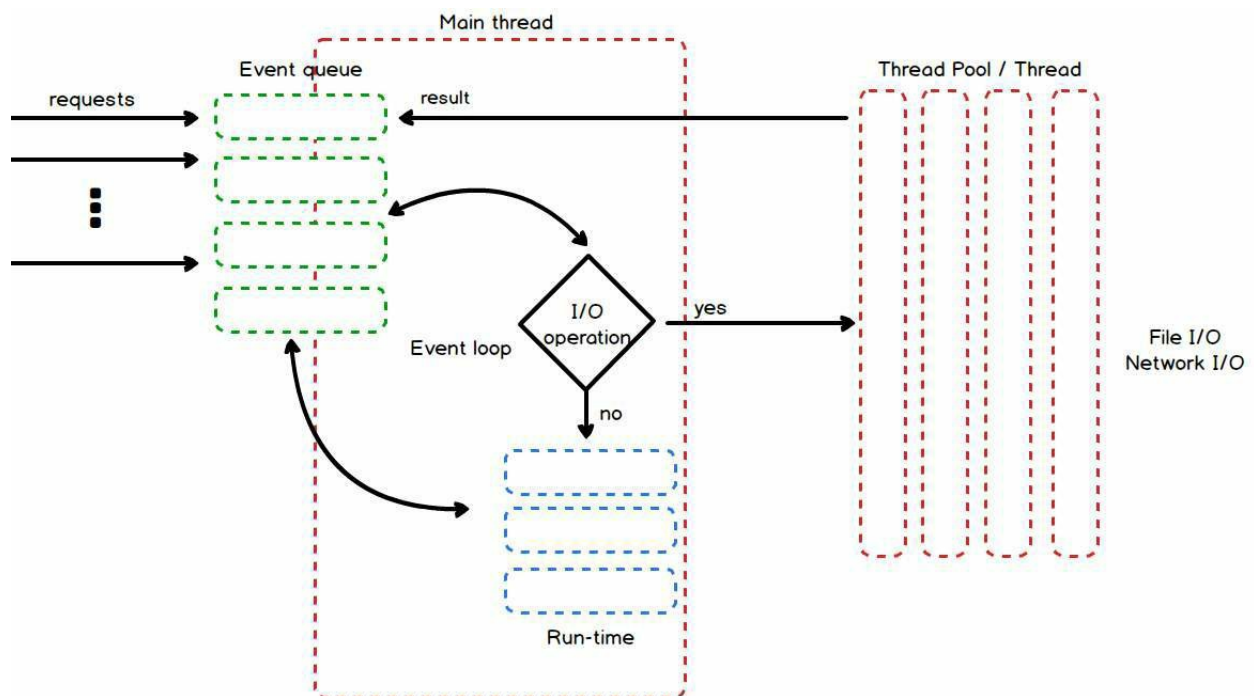 Main thread
Event queue
Thread Pool / Thread
requests
result
I/O
operation
yes
Event loop
File I/O
Network I/O
no
Run-time